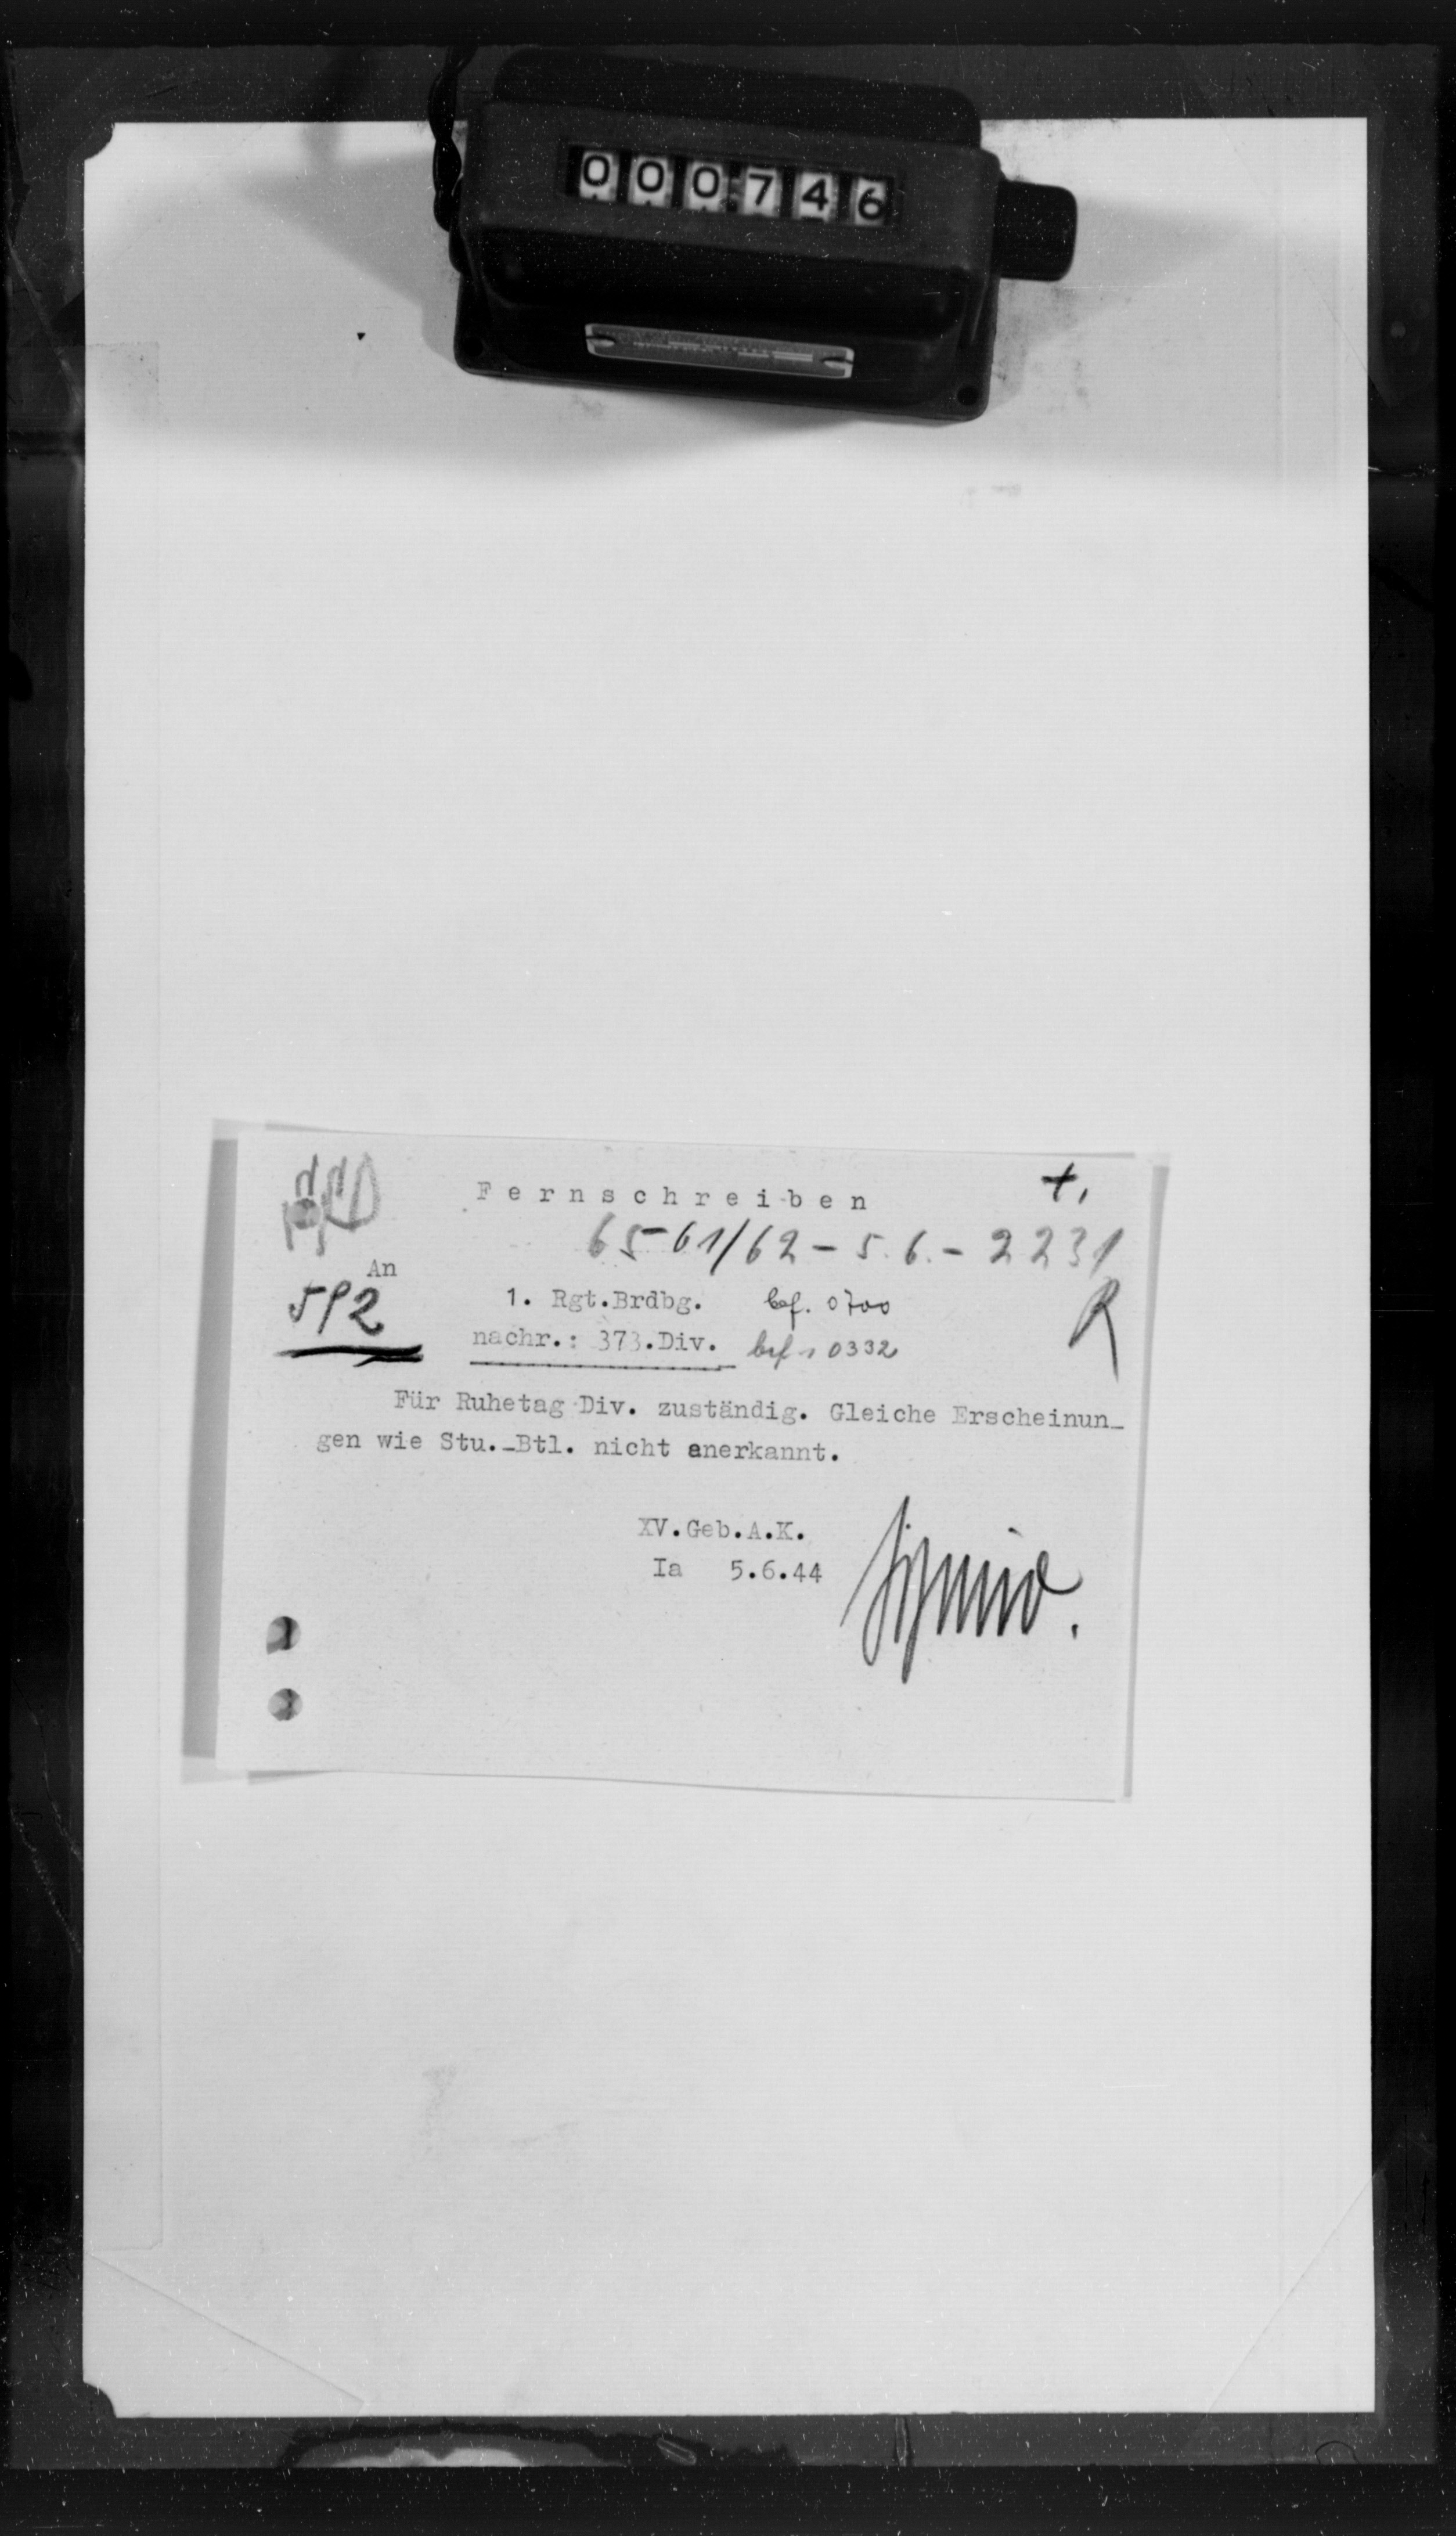 000746
Fernschreiben
+,
65-61/62 - 5.6. - 2231
An
592
1. Rgt.Brdbg. bef. 0700
R
nachr.: 373.Div. bef. 0332
Für Ruhetag Div. zuständig. Gleiche Erscheinun_
gen wie Stu._Btl. nicht anerkannt.
XV.Geb.A.K.
Ia 5.6.44